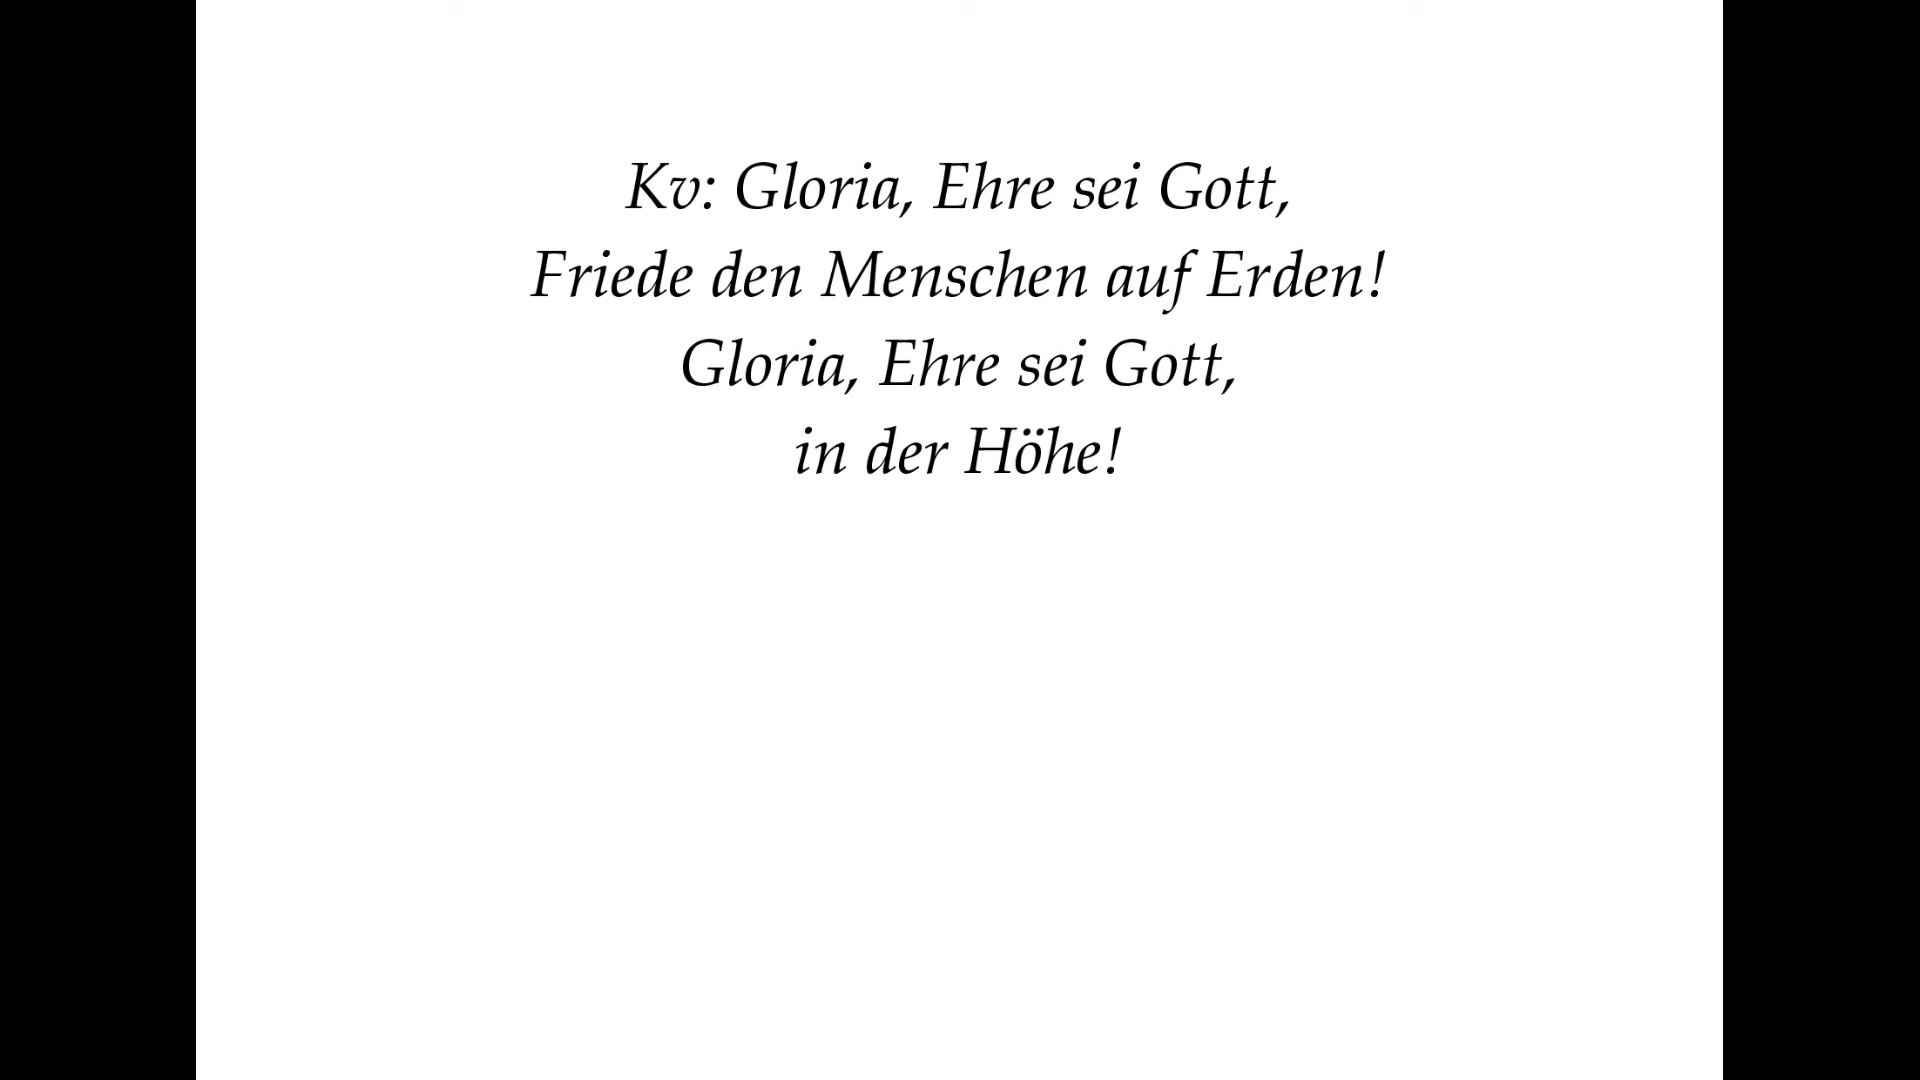 Kv: Gloria, Ehre sei Gott,
Friede den Menschen auf Erden!
Gloria, Ehre sei Gott,
in der Höhe!